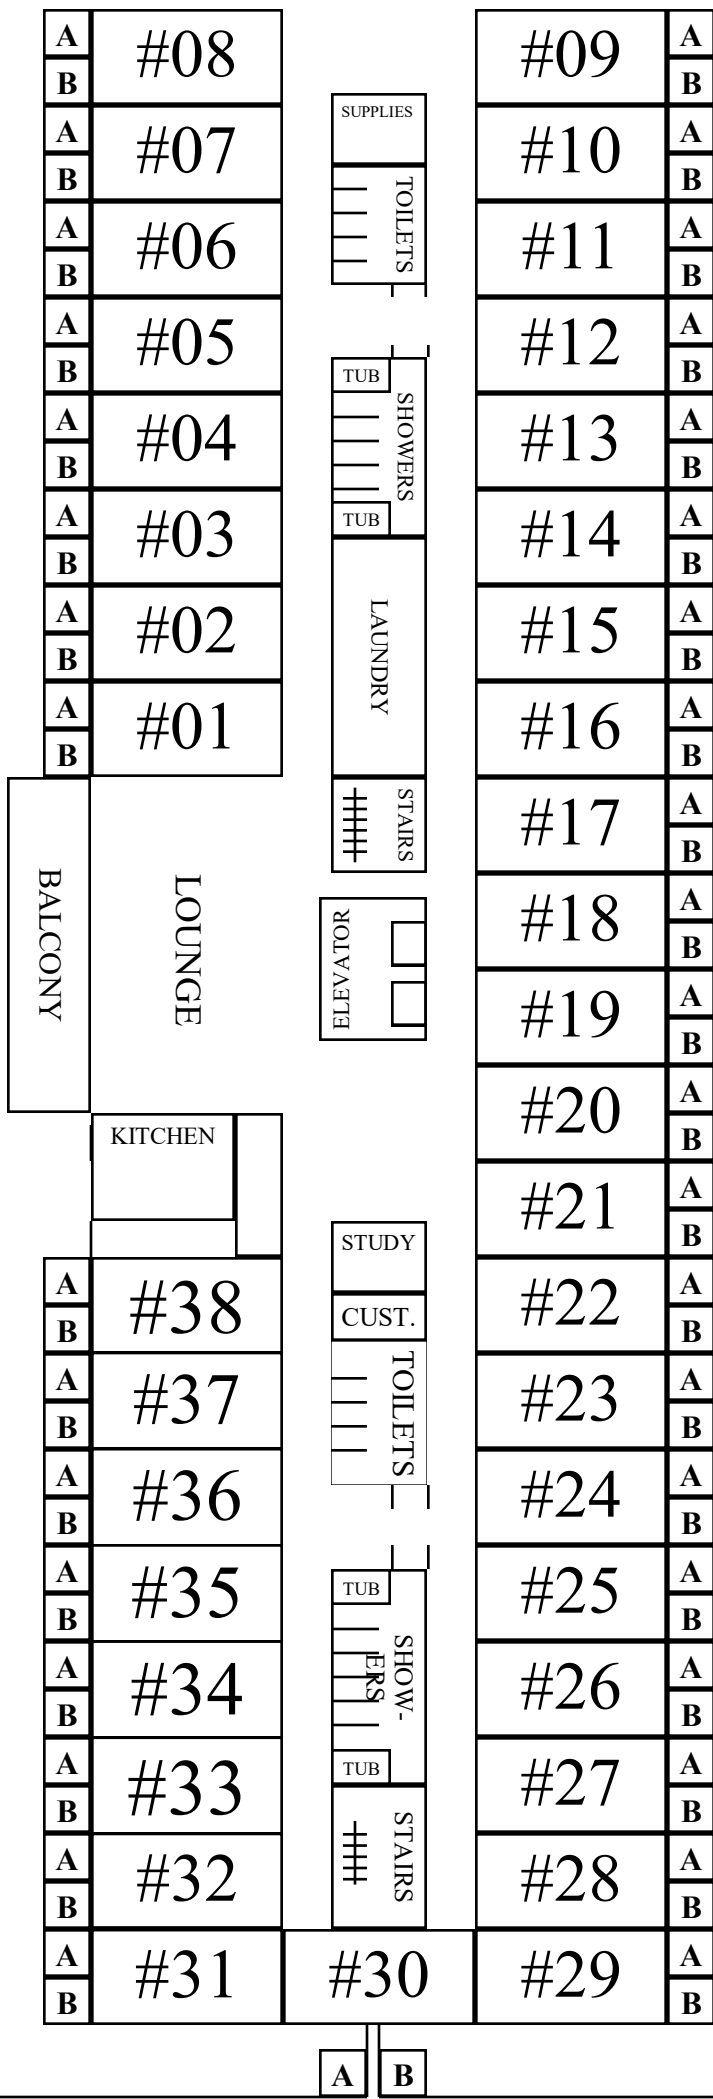 A
#08
B
A
#07
B
A
#06
B
A
#05
B
A
#04
B
A
#03
B
A
#02
B
A
#01
B
BALCONY
LOUNGE
KITCHEN
A
#38
B
A
#37
B
A
#36
B
A
#35
B
A
#34
B
A
#33
B
A
#32
B
A
#31
B
SUPPLIES
TOILETS
TUB
SHOWERS
TUB
LAUNDRY
STAIRS
ELEVATOR
STUDY
CUST.
TOILETS
TUB
SHOW-
ERS
TUB
STAIRS
#30
A B
#09
A
B
#10
A
B
#11
A
B
#12
A
B
#13
A
B
#14
A
B
#15
A
B
#16
A
B
#17
A
B
#18
A
B
#19
A
B
#20
A
B
#21
A
B
#22
A
B
#23
A
B
#24
A
B
#25
A
B
#26
A
B
#27
A
B
#28
A
B
#29
A
B